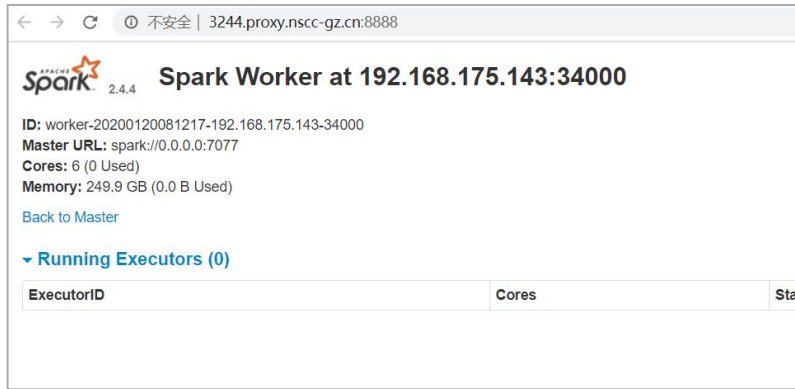 不安全 | 3244.proxy.nscc-gz.cn:8888
APACHE Spark 2.4.4 Spark Worker at 192.168.175.143:34000
ID: worker-20200120081217-192.168.175.143-34000
Master URL: spark://0.0.0.0:7077
Cores: 6 (0 Used)
Memory: 249.9 GB (0.0 B Used)
Back to Master
Running Executors (0)
ExecutorID Cores Sta